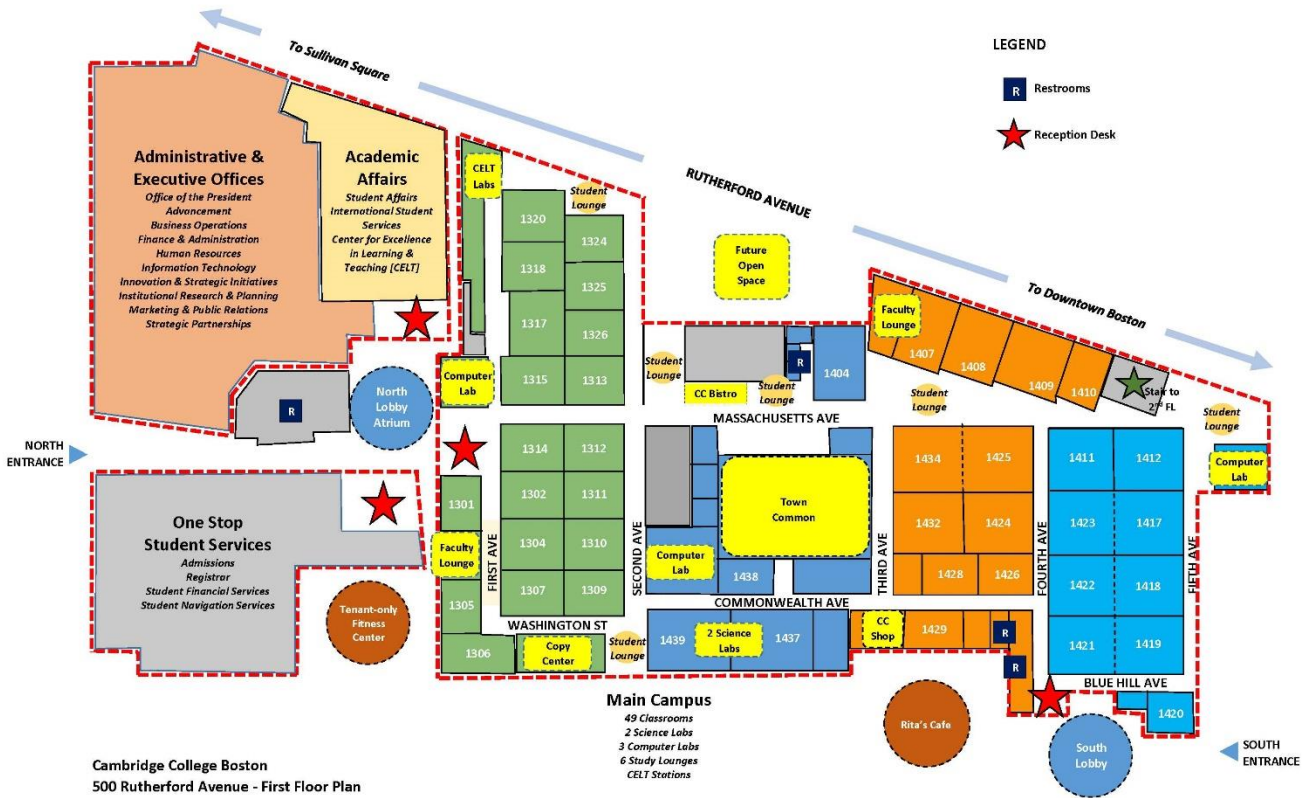 To Sullivan Square
RUTHERFORD AVENUE
To Downtown Boston
LEGEND
R Restrooms
Reception Desk
Administrative &
Executive Offices
Office of the President
Advancement
Business Operations
Finance & Administration
Human Resources
Information Technology
Innovation & Strategic Initiatives
Institutional Research & Planning
Marketing & Public Relations
Strategic Partnerships
Academic
Affairs
Student Affairs
International Student
Services
Center for Excellence
in Learning &
Teaching [CELT]
CELT
Labs
Student
Lounge
1320
1324
1318
1325
1317
1326
1315
1313
Computer
Lab
North
Lobby
Atrium
R
NORTH
ENTRANCE
Future
Open
Space
Student
Lounge
CC Bistro
Student
Lounge
R
1404
Faculty
Lounge
1407
1408
1409
1410
Stair to
2nd FL
Student
Lounge
Student
Lounge
Computer
Lab
MASSACHUSETTS AVE
1314
1312
1301
1302
1311
1304
1310
1307
1309
Faculty
Lounge
1305
1306
FIRST AVE
SECOND AVE
WASHINGTON ST
Copy
Center
Student
Lounge
One Stop
Student Services
Admissions
Registrar
Student Financial Services
Student Navigation Services
Tenant-only
Fitness
Center
Town
Common
Computer
Lab
1438
COMMONWEALTH AVE
1439
2 Science
Labs
1437
CC
Shop
1429
R
R
THIRD AVE
1434
1425
1432
1424
1428
1426
FOURTH AVE
1411
1412
1423
1417
1422
1418
1421
1419
FIFTH AVE
BLUE HILL AVE
1420
Rita's Cafe
South
Lobby
SOUTH
ENTRANCE
Main Campus
49 Classrooms
2 Science Labs
3 Computer Labs
6 Study Lounges
CELT Stations
Cambridge College Boston
500 Rutherford Avenue - First Floor Plan